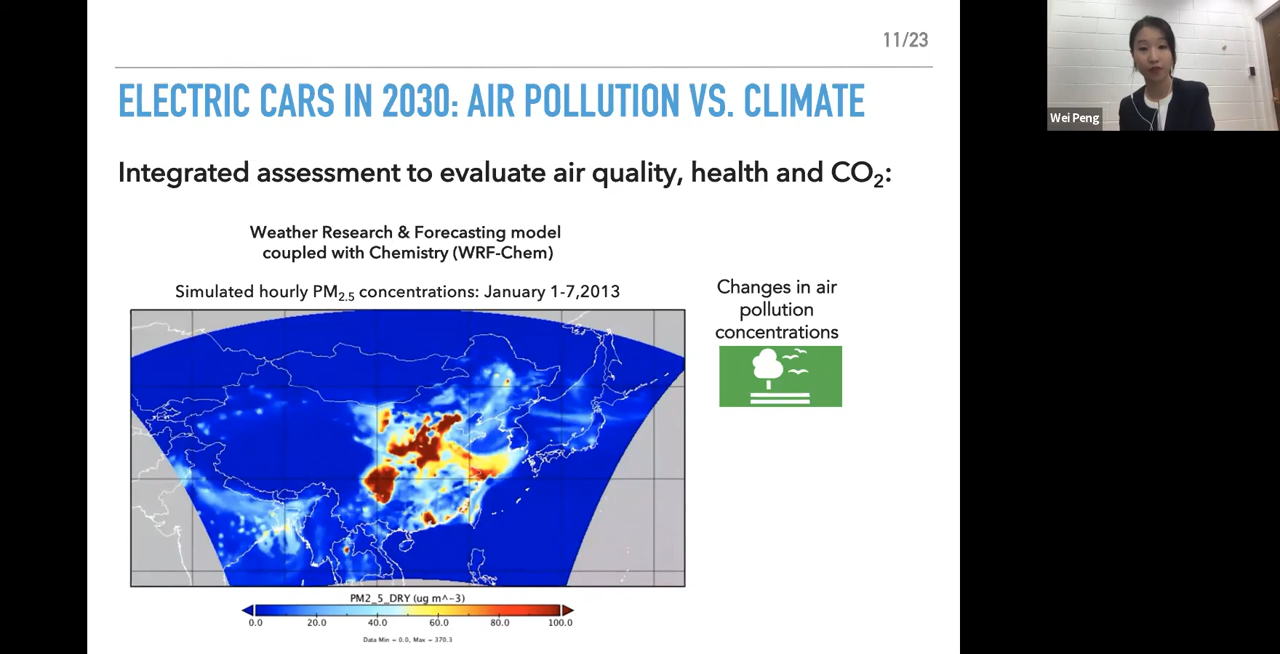 11/23
ELECTRIC CARS IN 2030: AIR POLLUTION VS. CLIMATE
Integrated assessment to evaluate air quality, health and CO₂:
Weather Research & Forecasting model
coupled with Chemistry (WRF-Chem)
Simulated hourly PM₂.₅ concentrations: January 1-7,2013
Changes in air
pollution
concentrations
PM2_5_DRY (ug m^-3)
0.0 20.0 40.0 60.0 80.0 100.0
Data Min = 0.0, Max = 370.3
Wei Peng